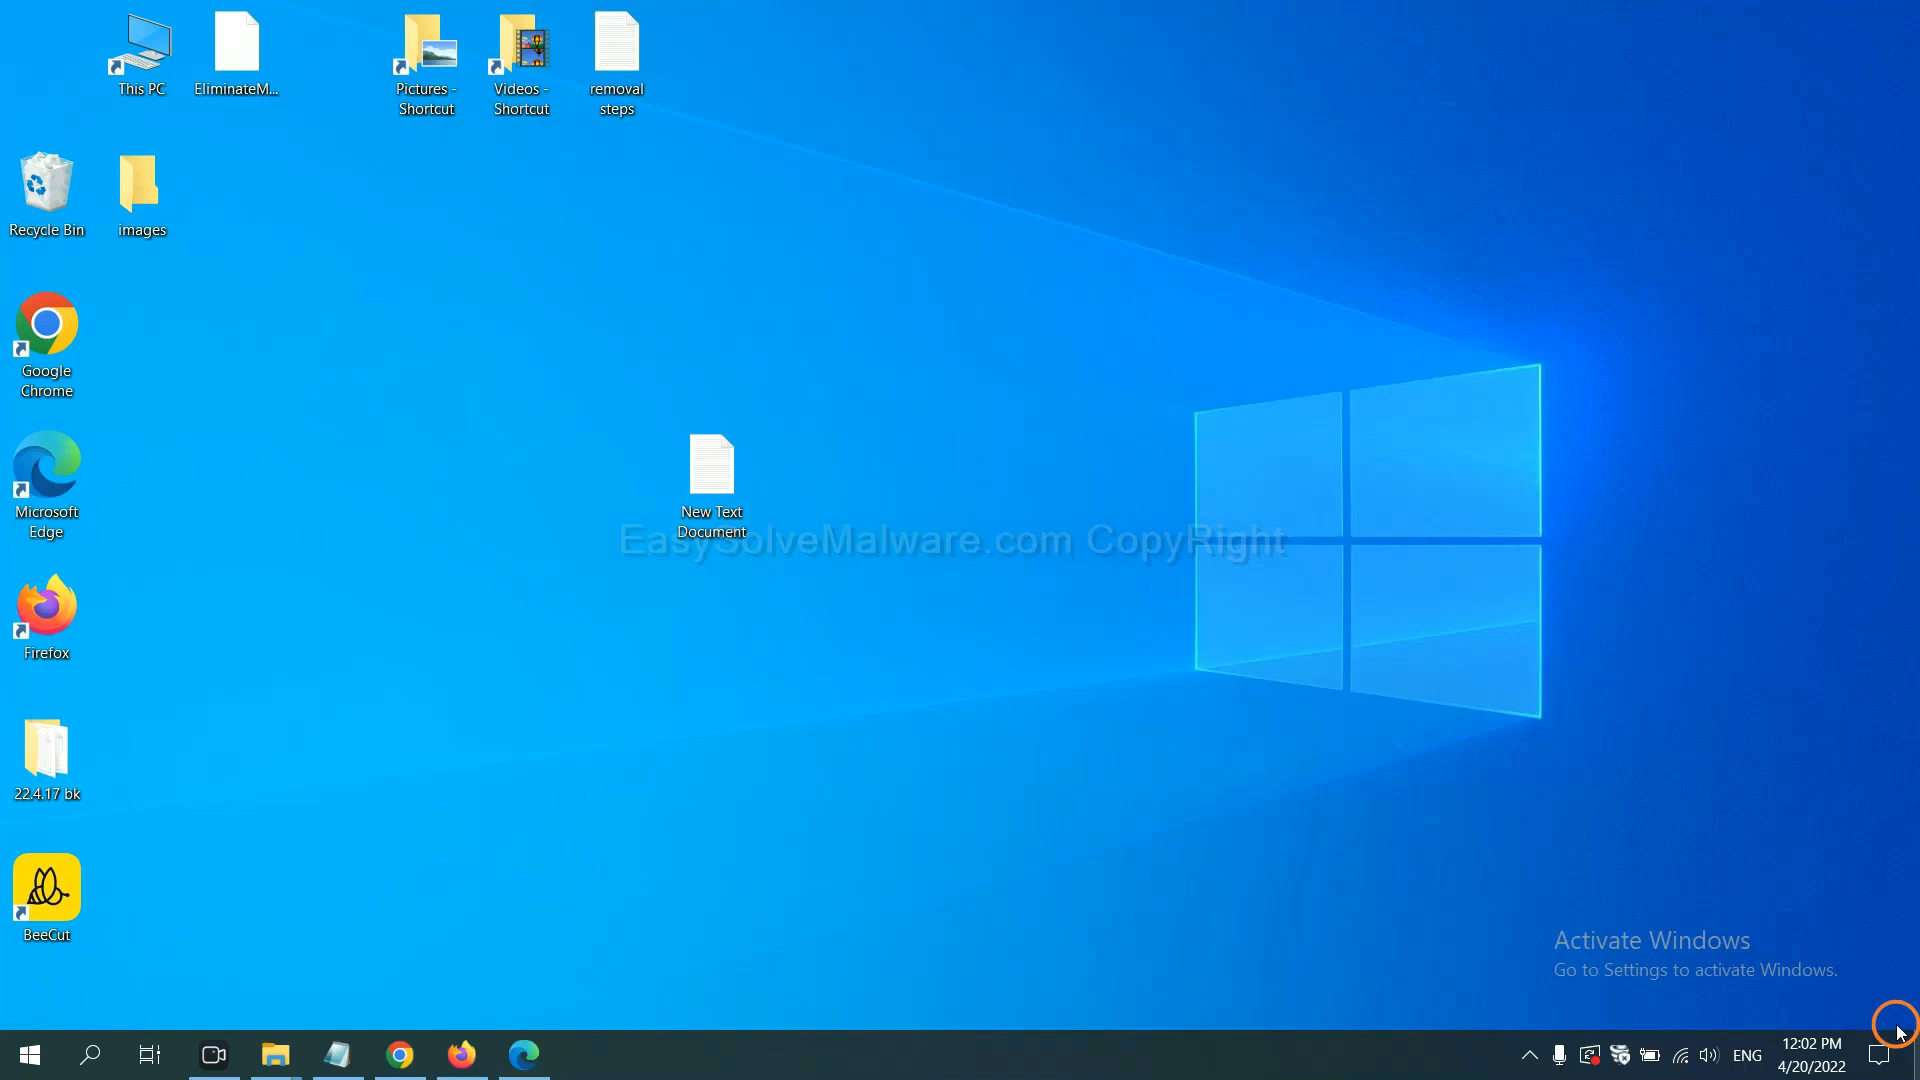 This PC
EliminateM...
Pictures -
Shortcut
Videos -
Shortcut
removal
steps
Recycle Bin
images
Google
Chrome
Microsoft
Edge
New Text
Document
EasySolveMalware.com CopyRight
Firefox
22.4.17 bk
BeeCut
Activate Windows
Go to Settings to activate Windows.
ENG
12:02 PM
4/20/2022